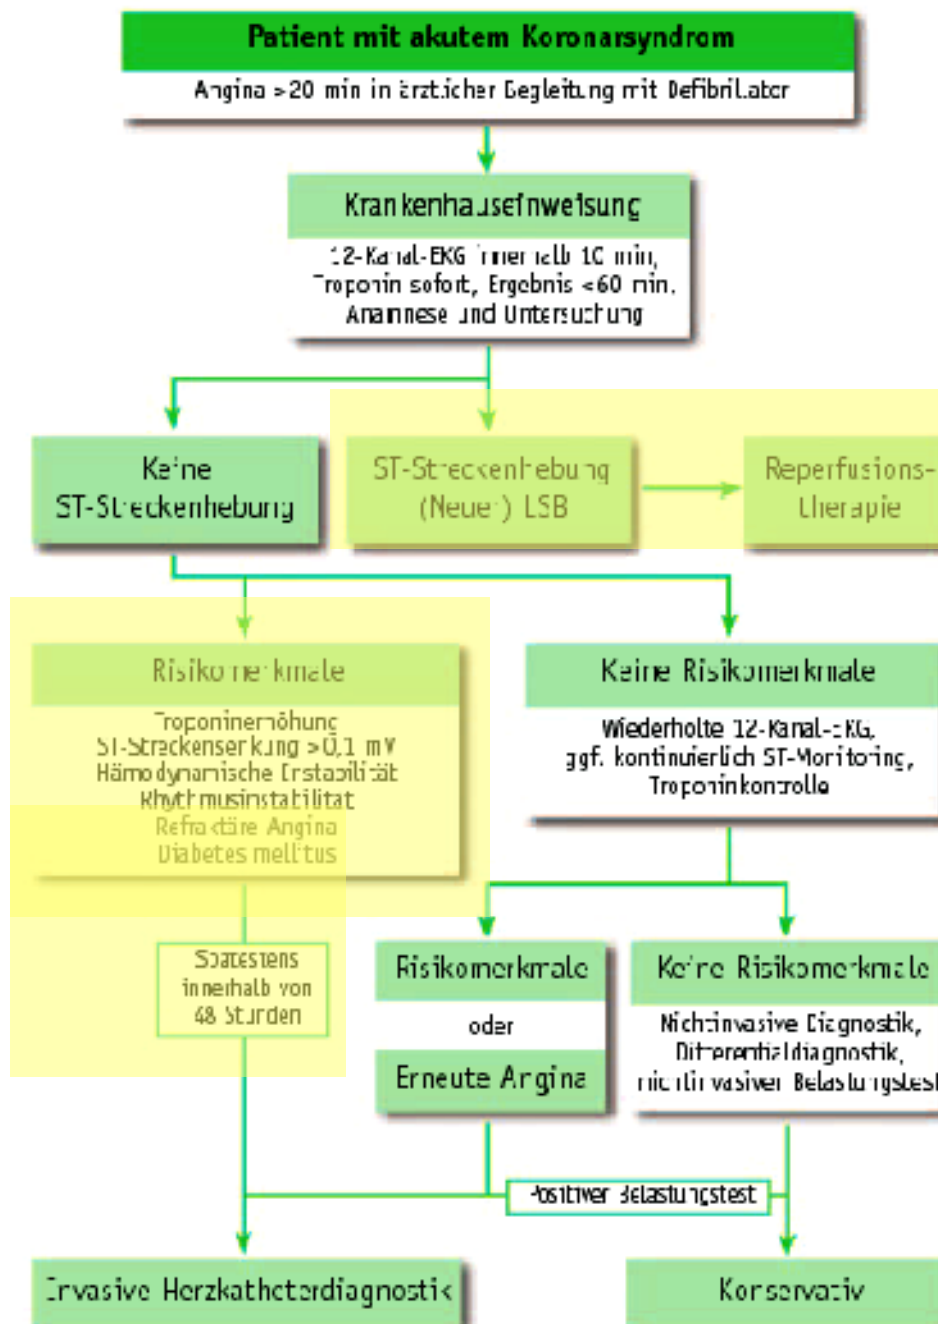 Patient mit akutem Koronarsyndrom
Angina >20 min in ärztlicher Begleitung mit Defibrillator
Krankenhauseinweisung
12-Kanal-EKG innerhalb 10 min,
Troponin sofort, Ergebnis <60 min,
Anamnese und Untersuchung
Keine
ST-Streckenhebung
ST-Streckenhebung
(Neuer) LSB
Reperfusions-
therapie
Risikomerkmale
Troponinerhöhung
ST-Streckensenkung >0,1 mV
Hämodynamische Instabilität
Rhythmusinstabilität
Refraktäre Angina
Diabetes mellitus
Keine Risikomerkmale
Wiederholte 12-Kanal-EKG,
ggf. kontinuierlich ST-Monitoring,
Troponinkontrolle
Spätestens
innerhalb von
48 Stunden
Risikomerkmale
oder
Erneute Angina
Keine Risikomerkmale
Nichtinvasive Diagnostik,
Differentialdiagnostik,
nichtinvasiver Belastungstest
Positiver Belastungstest
Invasive Herzkatheterdiagnostik
Konservativ